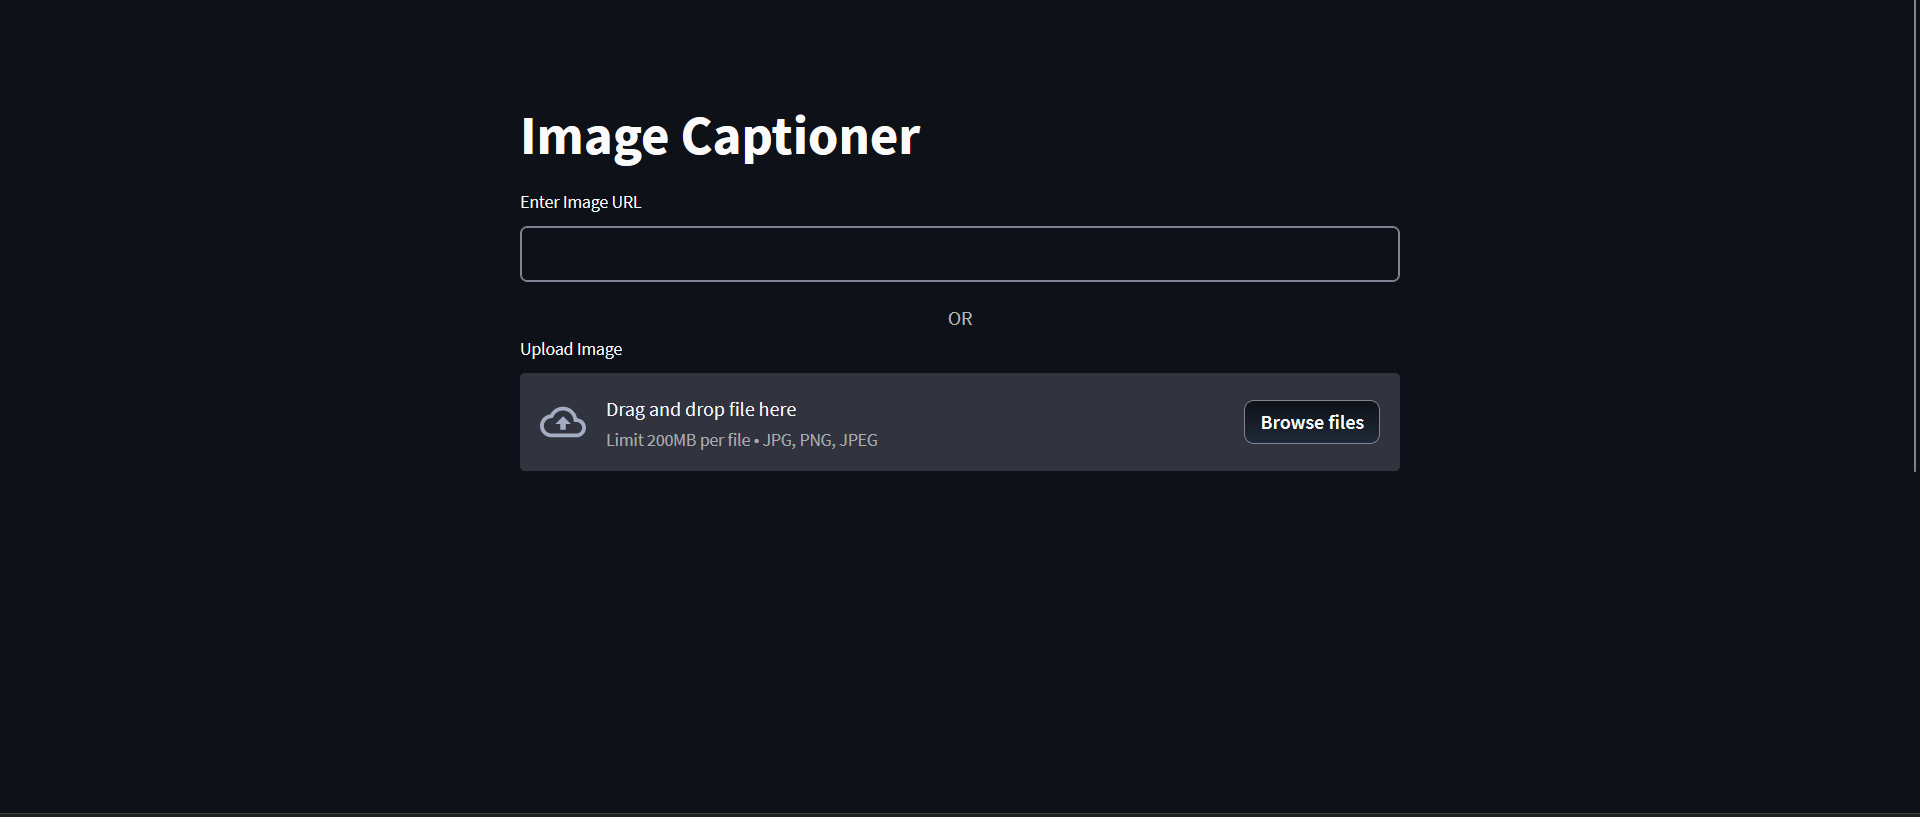 Image Captioner
Enter Image URL
OR
Upload Image
Drag and drop file here
Limit 200MB per file • JPG, PNG, JPEG
Browse files